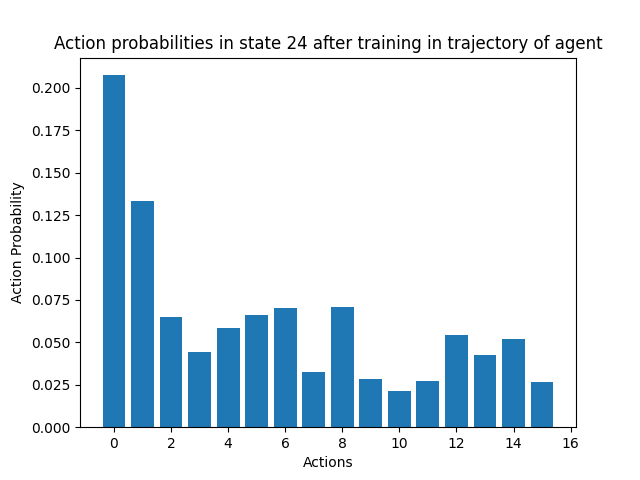 Action probabilities in state 24 after training in trajectory of agent
0.200
0.175
0.150
0.125
0.100
0.075
0.050
0.025
0.000
Action Probability
0 2 4 6 8 10 12 14 16
Actions